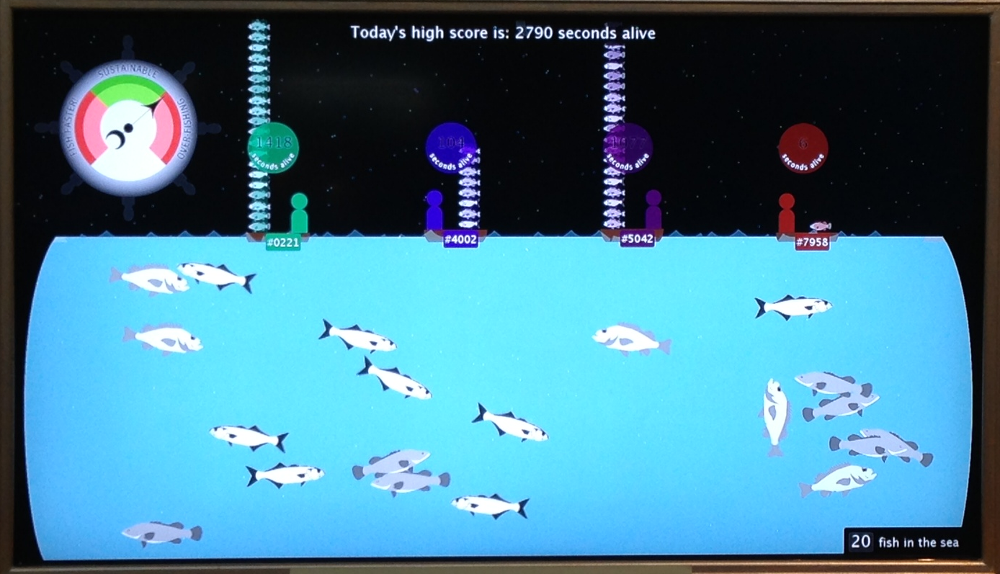 Today's high score is: 2790 seconds alive
SUSTAINABLE
FISH FASTER!
OVER-FISHING
1418
seconds alive
104
seconds alive
seconds alive
6
seconds alive
#0221
#4002
#5042
#7958
20 fish in the sea